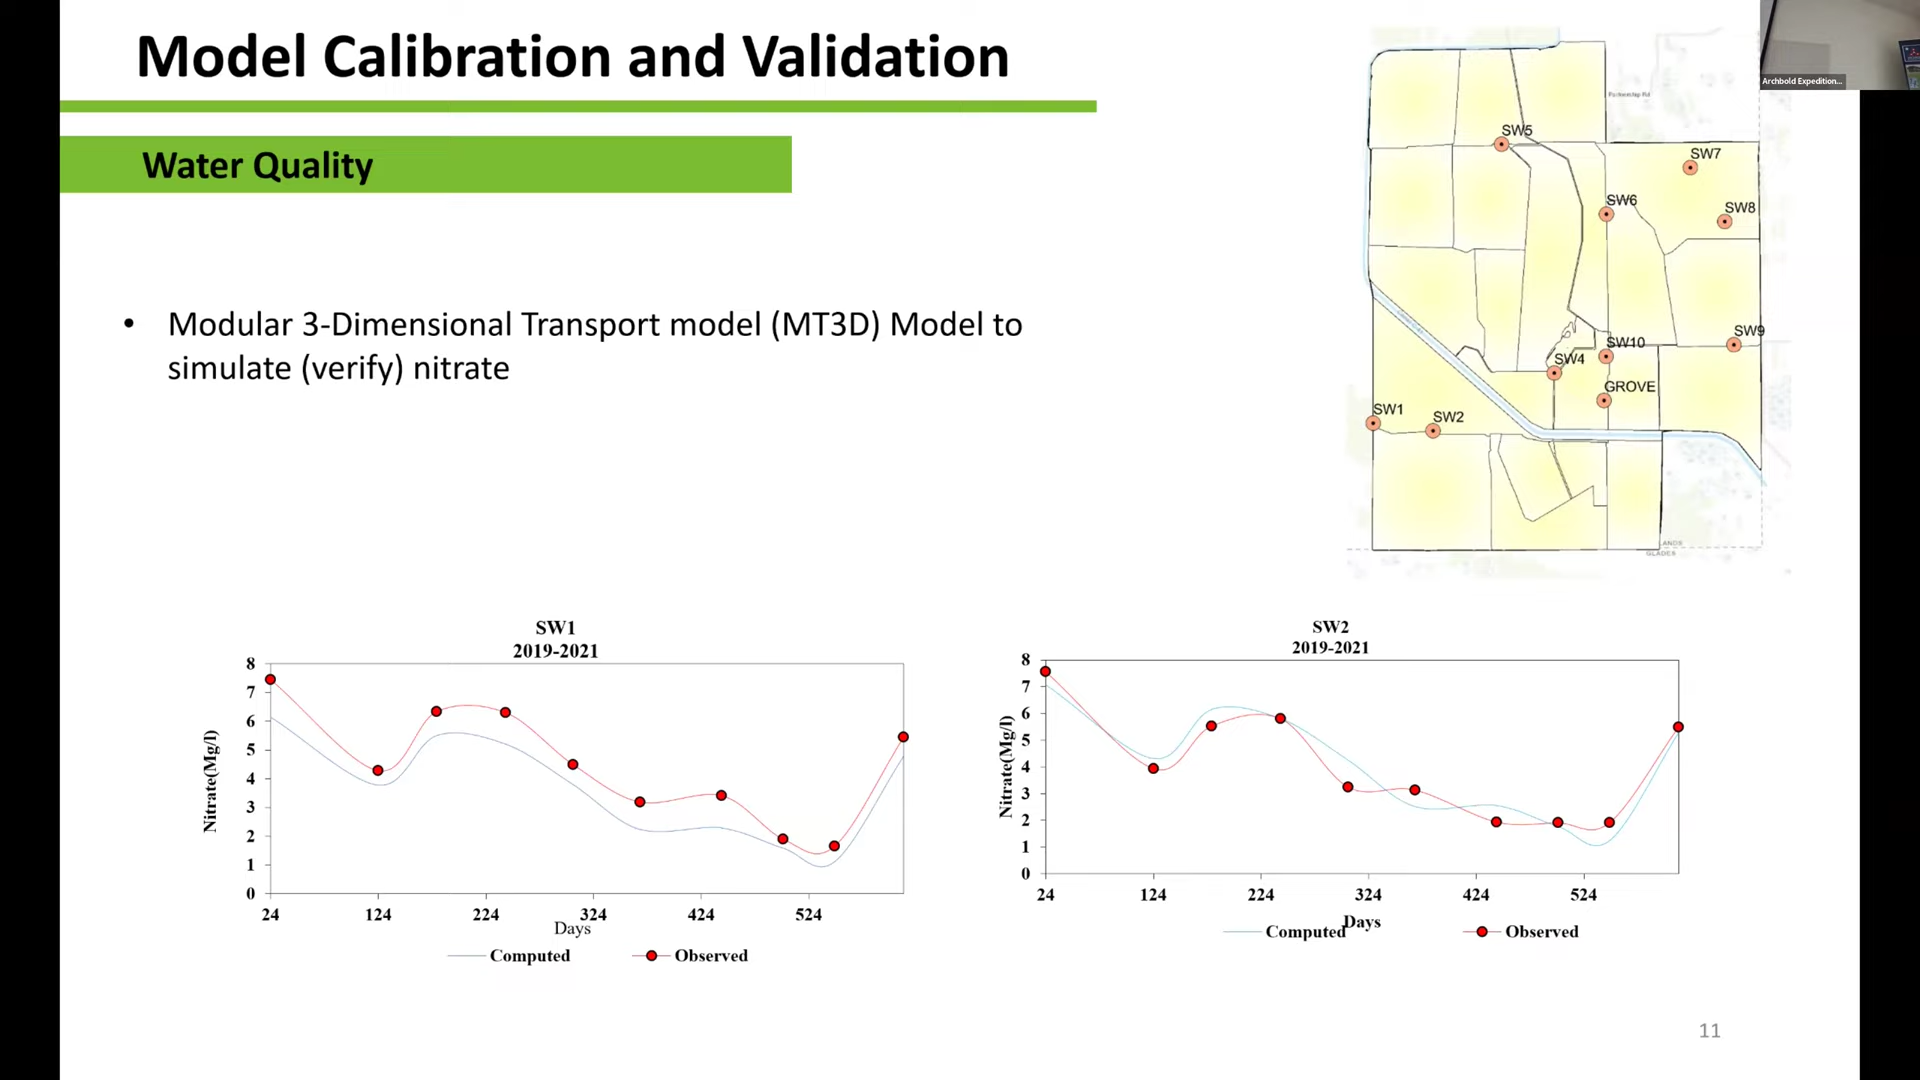 Model Calibration and Validation
Archbold Expedition...
Water Quality
• Modular 3-Dimensional Transport model (MT3D) Model to
simulate (verify) nitrate
Partnership Rd
SW5
SW7
SW6
SW8
SW9
SW10
SW4
GROVE
SW1
SW2
LANDS
GLADES
SW1
2019-2021
Nitrate(Mg/l)
8
7
6
5
4
3
2
1
0
24 124 224 324 424 524
Days
Computed Observed
SW2
2019-2021
Nitrate(Mg/l)
8
7
6
5
4
3
2
1
0
24 124 224 324 424 524
Days
Computed Observed
11